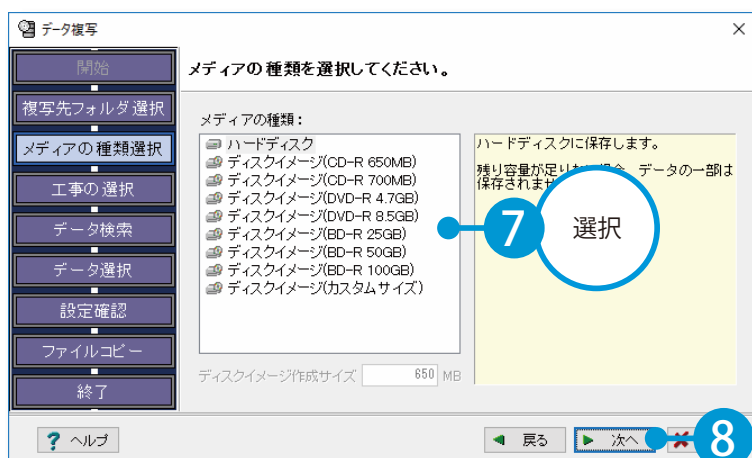 データ複写
開始
複写先フォルダ選択
メディアの種類選択
工事の選択
データ検索
データ選択
設定確認
ファイルコピー
終了
メディアの種類を選択してください。
メディアの種類：
ハードディスク
ディスクイメージ(CD-R 650MB)
ディスクイメージ(CD-R 700MB)
ディスクイメージ(DVD-R 4.7GB)
ディスクイメージ(DVD-R 8.5GB)
ディスクイメージ(BD-R 25GB)
ディスクイメージ(BD-R 50GB)
ディスクイメージ(BD-R 100GB)
ディスクイメージ(カスタムサイズ)
ディスクイメージ作成サイズ 650 MB
ハードディスクに保存します。
残り容量が足りな 場合、データの一部は
保存されませ
7 選択
ヘルプ
戻る
次へ
8